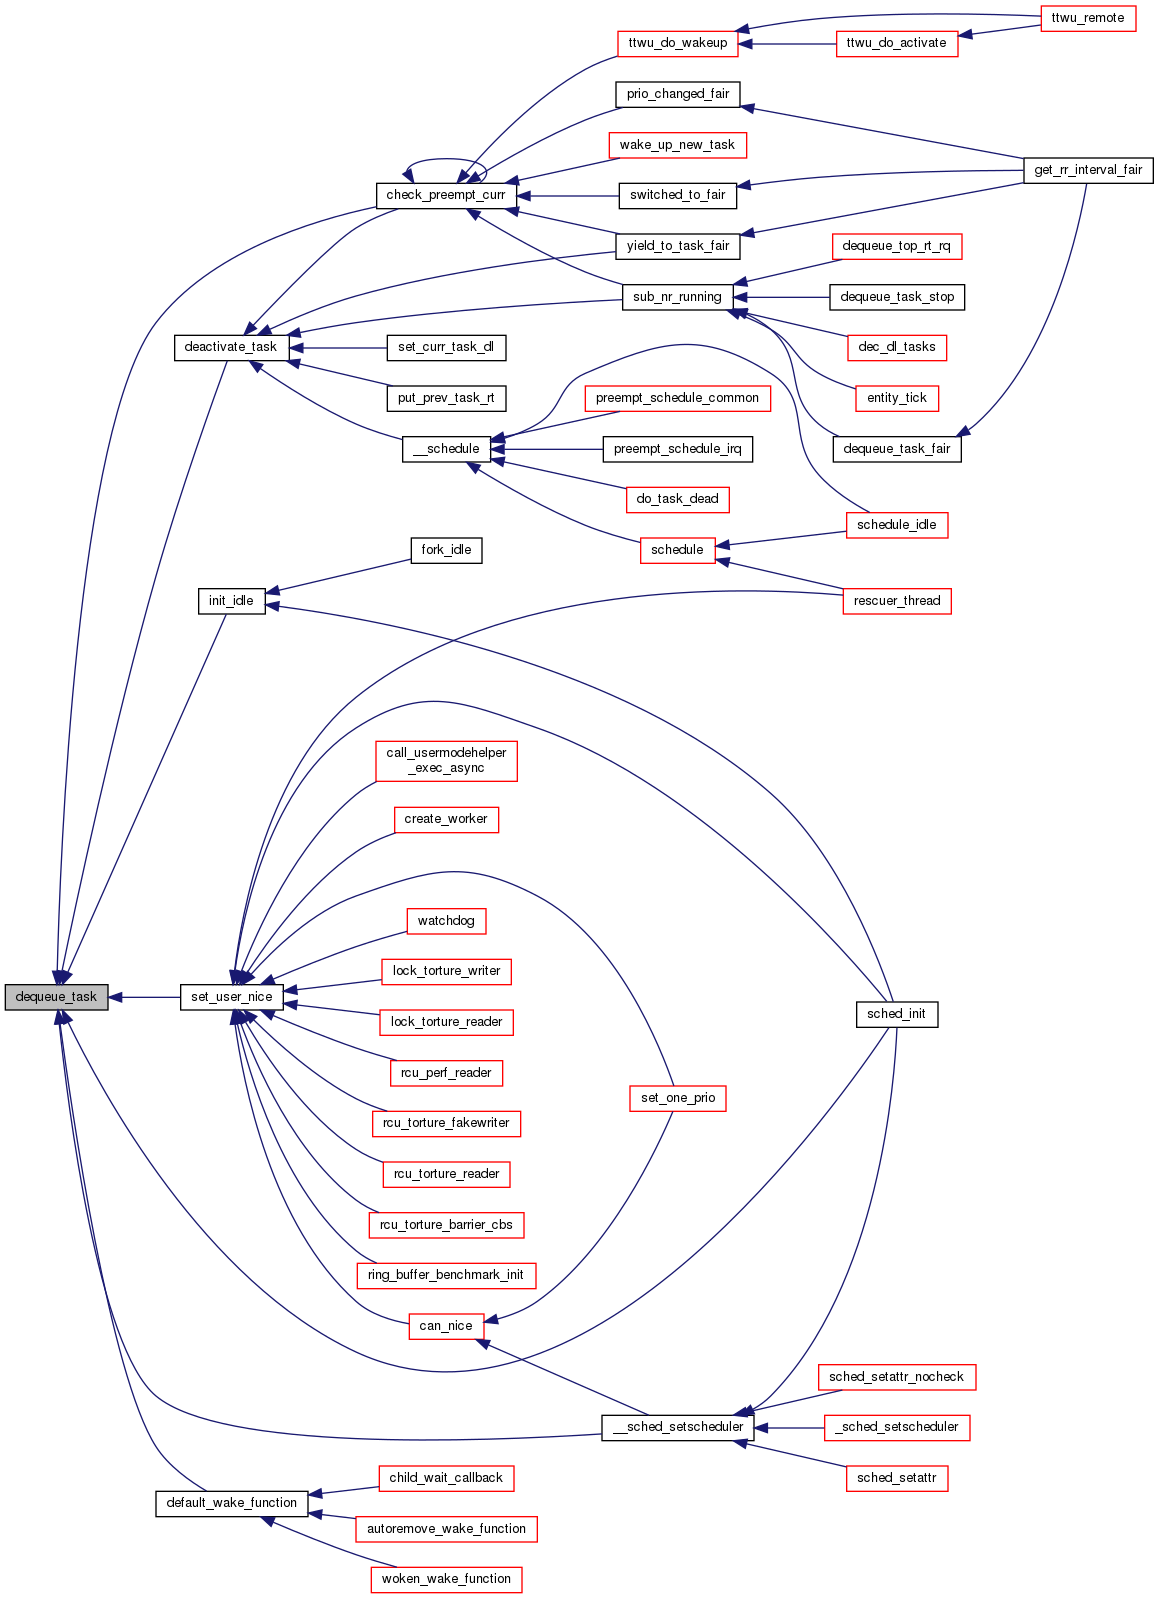 ttwu_remote
ttwu_do_wakeup
ttwu_do_activate
prio_changed_fair
wake_up_new_task
get_rr_interval_fair
check_preempt_curr
switched_to_fair
yield_to_task_fair
dequeue_top_rt_rq
sub_nr_running
dequeue_task_stop
deactivate_task
set_curr_task_dl
dec_dl_tasks
put_prev_task_rt
preempt_schedule_common
entity_tick
__schedule
preempt_schedule_irq
dequeue_task_fair
do_task_dead
schedule_idle
fork_idle
schedule
init_idle
rescuer_thread
call_usermodehelper
_exec_async
create_worker
watchdog
lock_torture_writer
dequeue_task
set_user_nice
lock_torture_reader
sched_init
rcu_perf_reader
set_one_prio
rcu_torture_fakewriter
rcu_torture_reader
rcu_torture_barrier_cbs
ring_buffer_benchmark_init
can_nice
sched_setattr_nocheck
__sched_setscheduler
_sched_setscheduler
child_wait_callback
sched_setattr
default_wake_function
autoremove_wake_function
woken_wake_function